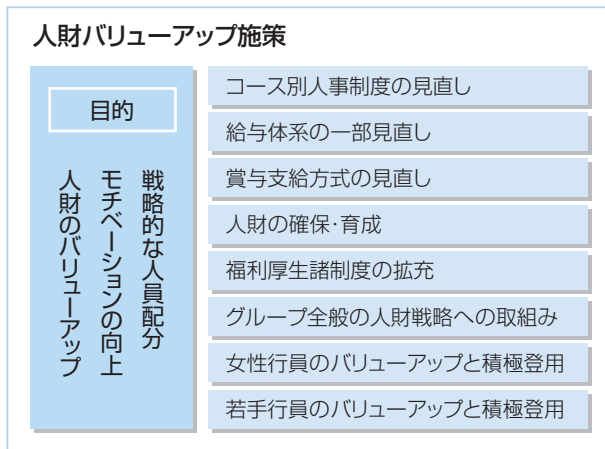 人財バリューアップ施策
目的
戦略的な人員配分
モチベーションの向上
人財のバリューアップ
コース別人事制度の見直し
給与体系の一部見直し
賞与支給方式の見直し
人財の確保・育成
福利厚生諸制度の拡充
グループ全般の人財戦略への取組み
女性行員のバリューアップと積極登用
若手行員のバリューアップと積極登用